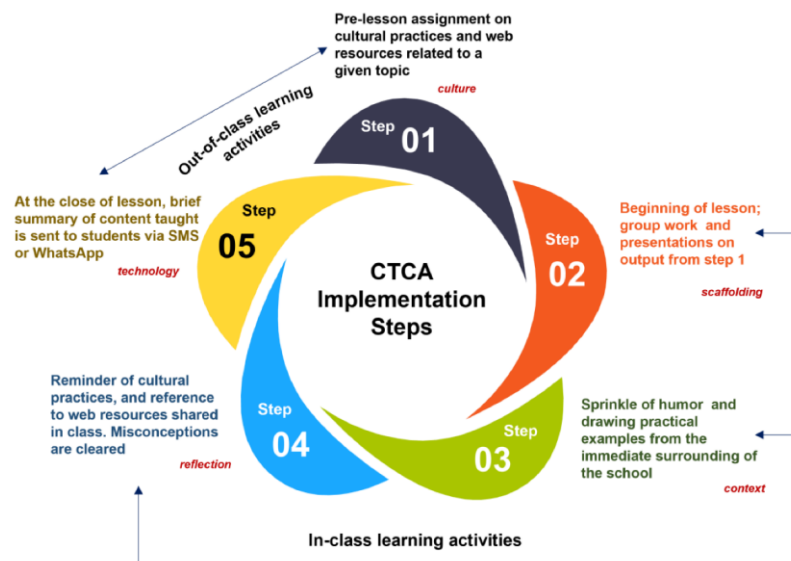 Pre-lesson assignment on
cultural practices and web
resources related to a
given topic
culture
Out-of-class learning
activities
Step
01
Beginning of lesson;
group work and
presentations on
output from step 1
scaffolding
Step
02
Sprinkle of humor and
drawing practical
examples from the
immediate surrounding of
the school
context
Step
03
Reminder of cultural
practices, and reference
to web resources shared
in class. Misconceptions
are cleared
reflection
Step
04
At the close of lesson, brief
summary of content taught
is sent to students via SMS
or WhatsApp
technology
Step
05
CTCA
Implementation
Steps
In-class learning activities